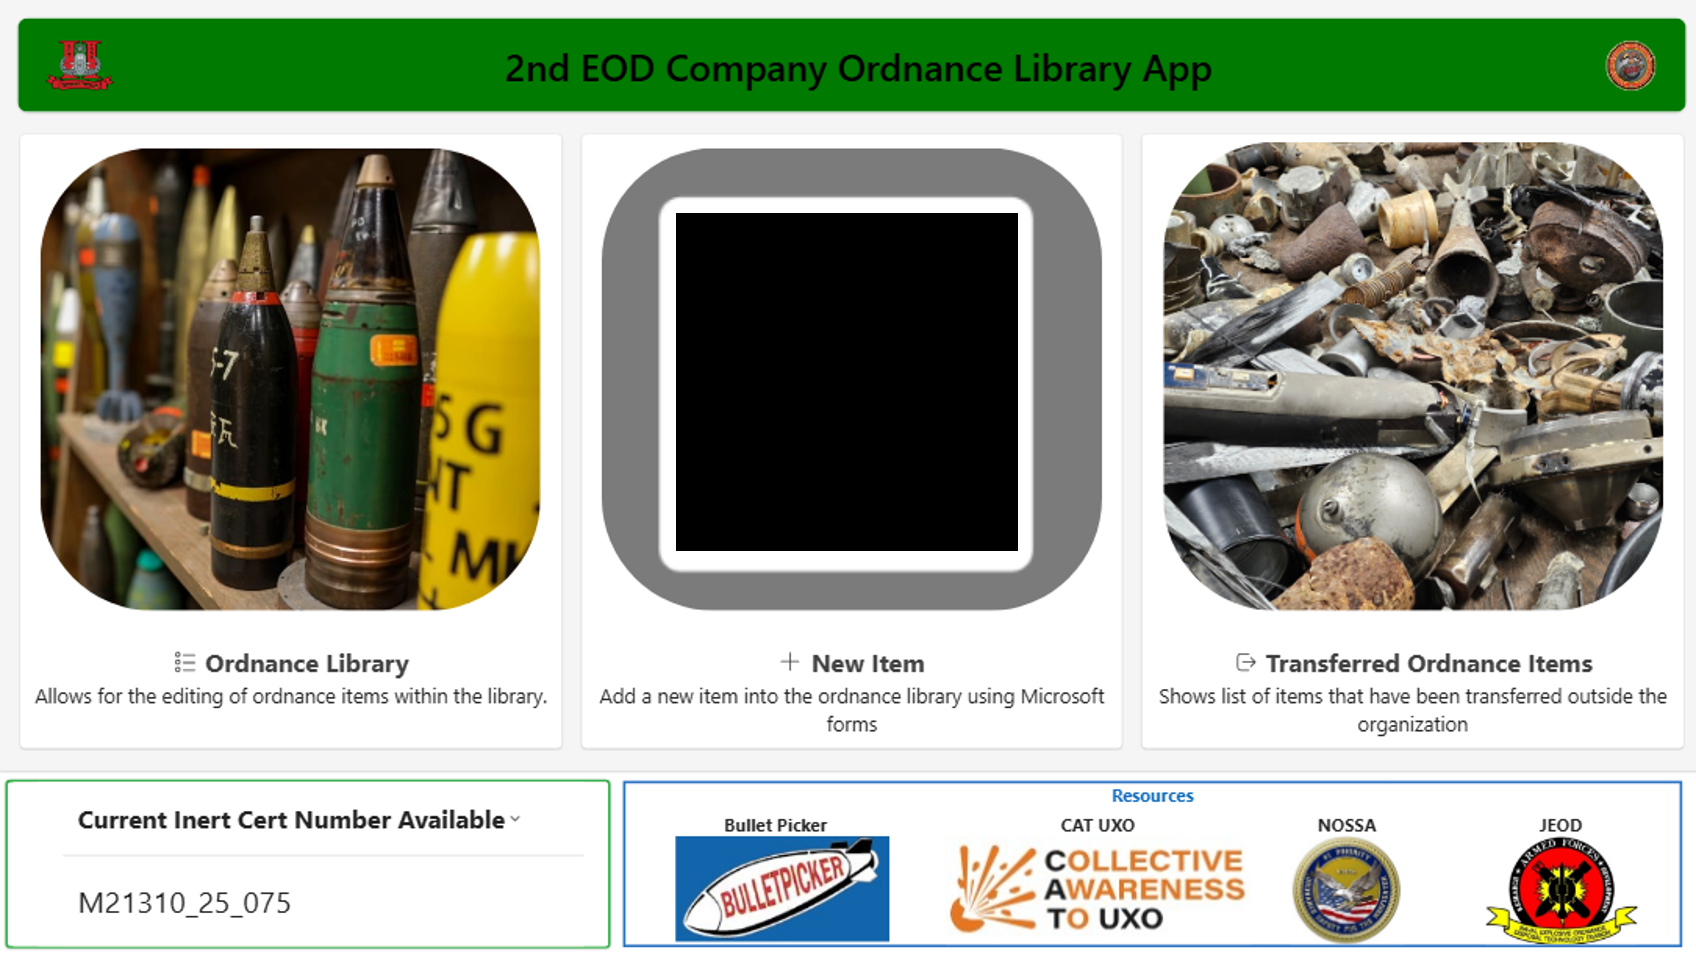 2nd EOD Company Ordnance Library App
SG
MK
Ordnance Library
Allows for the editing of ordnance items within the library.
New Item
Add a new item into the ordnance library using Microsoft
forms
Transferred Ordnance Items
Shows list of items that have been transferred outside the
organization
Current Inert Cert Number Available
M21310_25_075
Resources
Bullet Picker
CAT UXO
NOSSA
JEOD
BULLETPICKER
COLLECTIVE
AWARENESS
TO UXO
ARMED FORCES